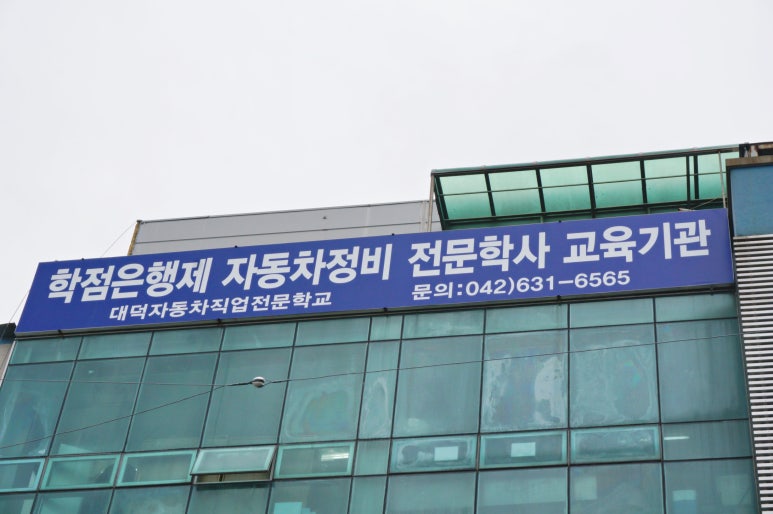 학점은행제 자동차정비 전문학사 교육기관
대덕자동차직업전문학교 문의:042)631-6565